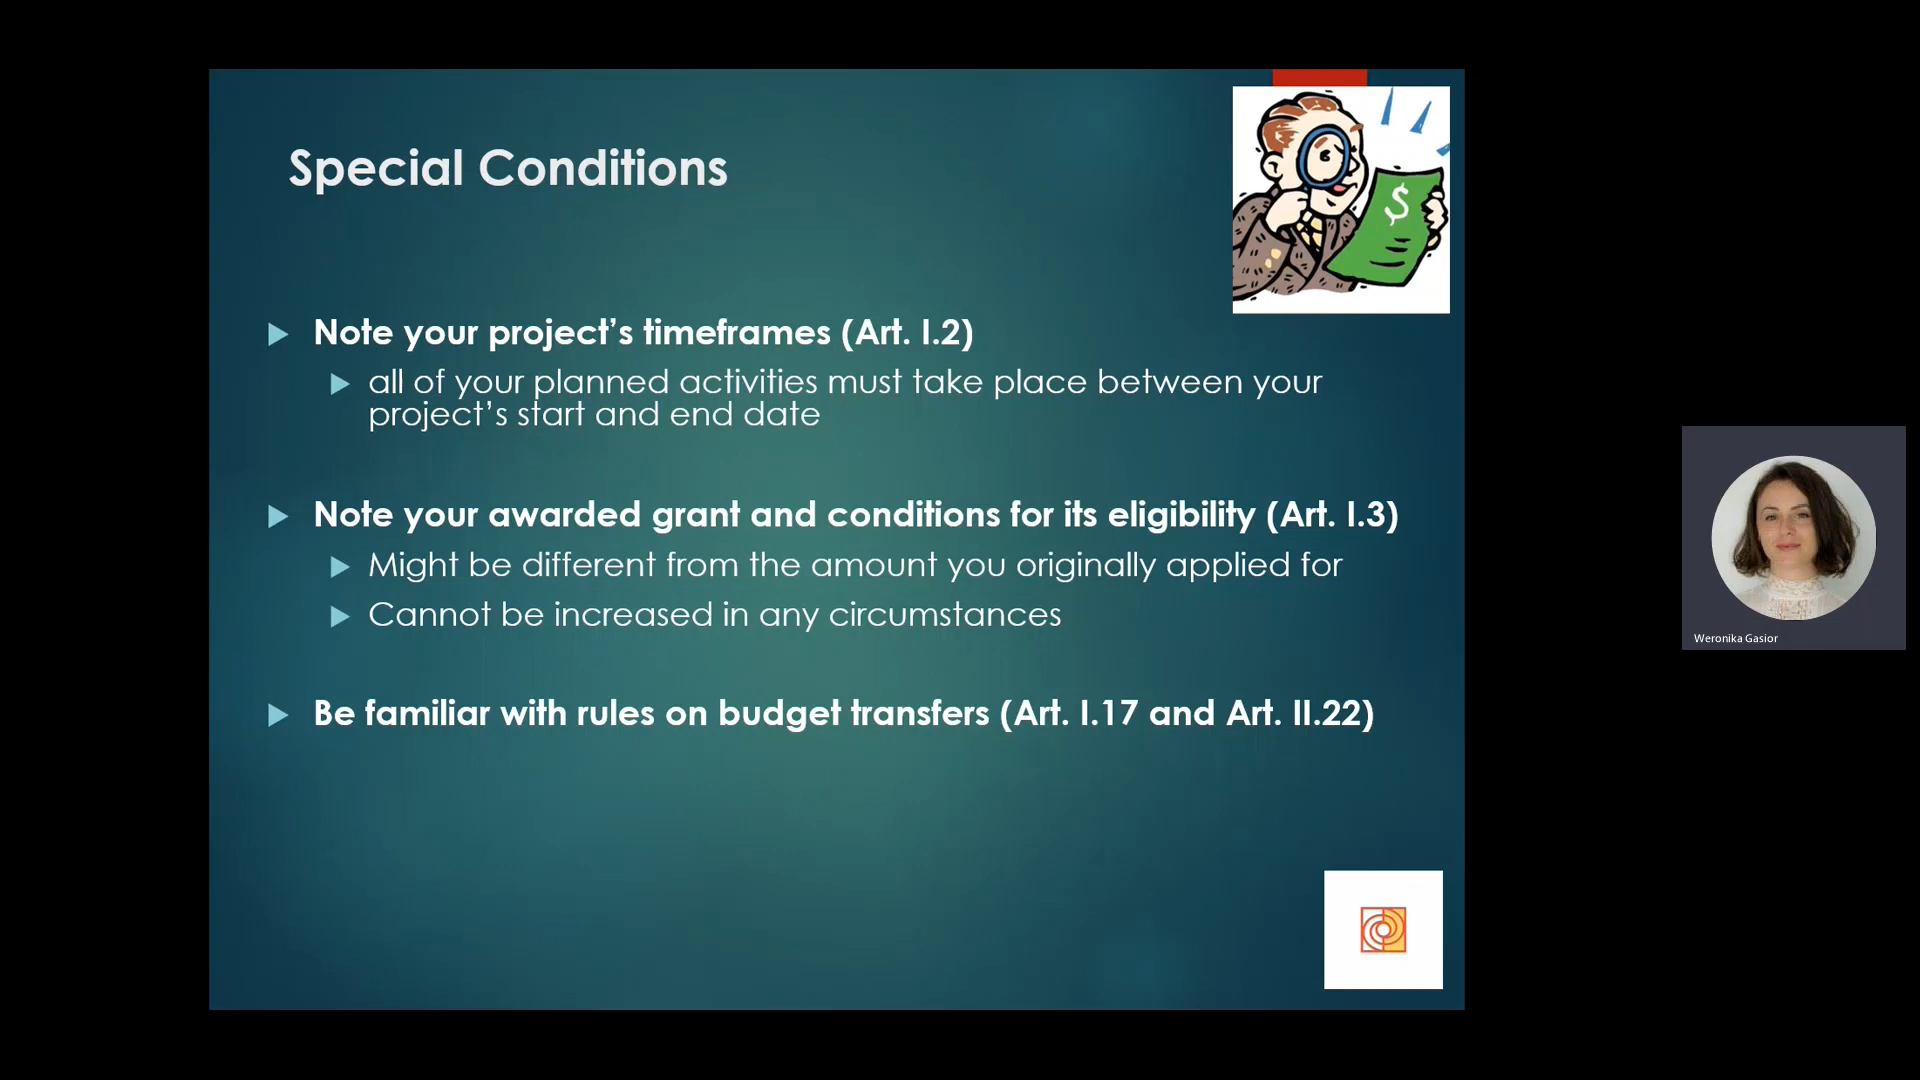 Special Conditions
$
Note your project’s timeframes (Art. I.2)
all of your planned activities must take place between your
project’s start and end date
Note your awarded grant and conditions for its eligibility (Art. I.3)
Might be different from the amount you originally applied for
Cannot be increased in any circumstances
Be familiar with rules on budget transfers (Art. I.17 and Art. II.22)
Weronika Gasior